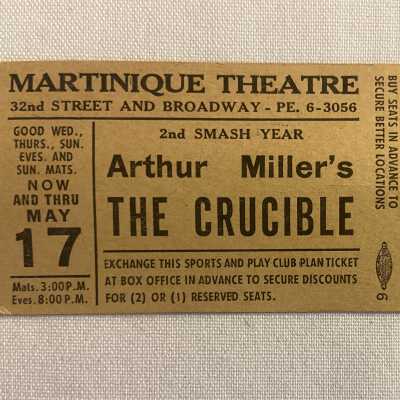 MARTINIQUE THEATRE
32nd STREET AND BROADWAY - PE. 6-3056
GOOD WED.,
THURS., SUN.
EVES. AND
SUN. MATS.
NOW
AND THRU
MAY
17
Mats. 3:00 P.M.
Eves. 8:00 P.M.
2nd SMASH YEAR
Arthur Miller's
THE CRUCIBLE
EXCHANGE THIS SPORTS AND PLAY CLUB PLAN TICKET
AT BOX OFFICE IN ADVANCE TO SECURE DISCOUNTS
FOR (2) OR (1) RESERVED SEATS.
BUY SEATS IN ADVANCE TO
SECURE BETTER LOCATIONS
6